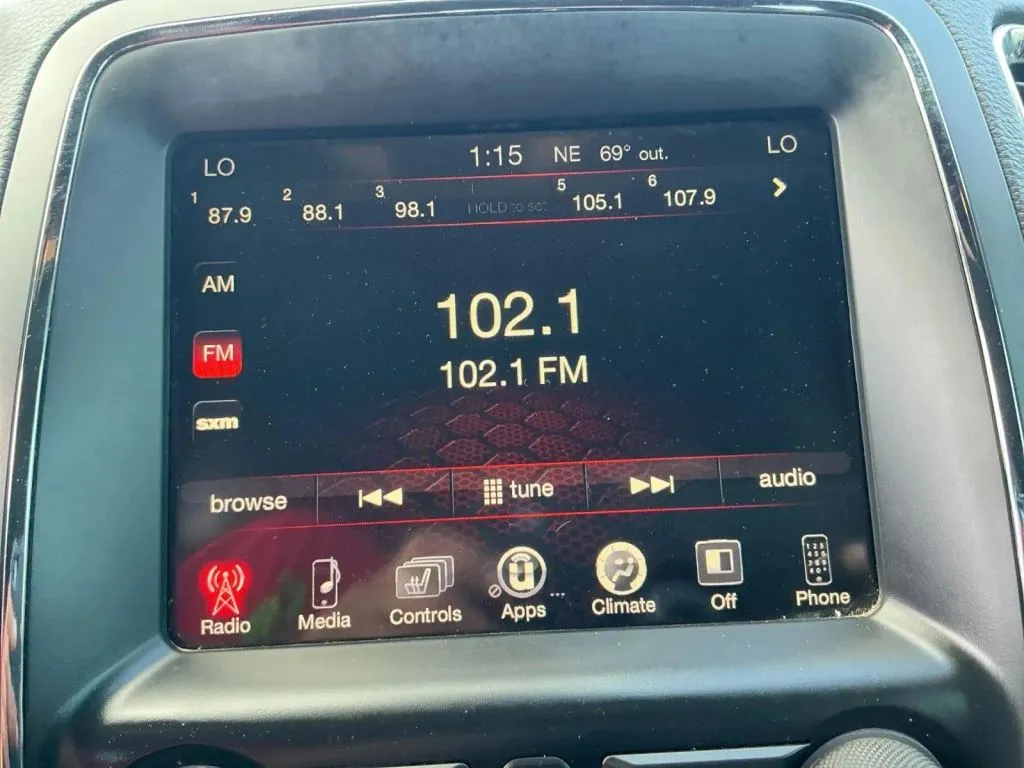 LO 1:15 NE 69° out. LO
1 87.9 2 88.1 3 98.1 HOLD to set 5 105.1 6 107.9
AM
102.1
FM
102.1 FM
sxm
browse tune audio
Radio Media Controls Apps ... Climate Off Phone